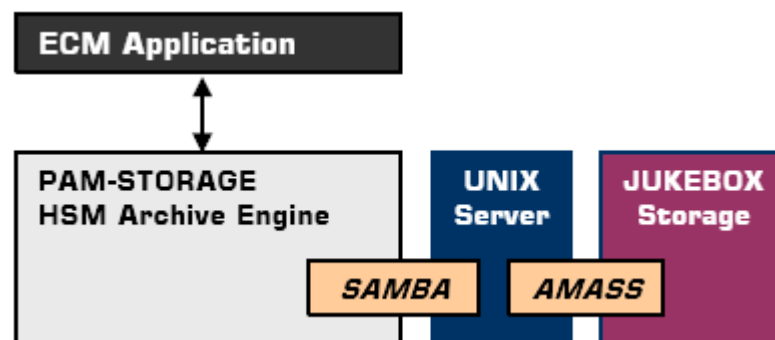 ECM Application
PAM-STORAGE
HSM Archive Engine
UNIX
Server
JUKEBOX
Storage
SAMBA
AMASS